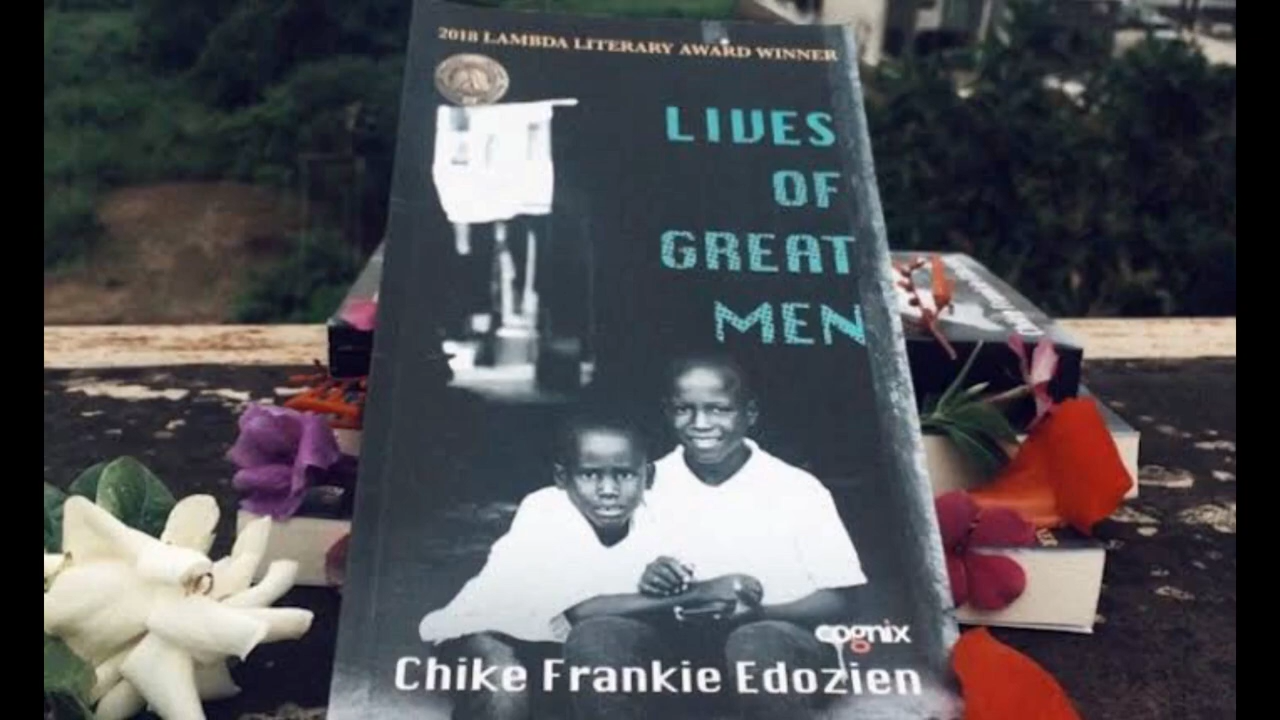 2018 LAMBDA LITERARY AWARD WINNER
LIVES
OF
GREAT
MEN
cognix
Chike Frankie Edozien